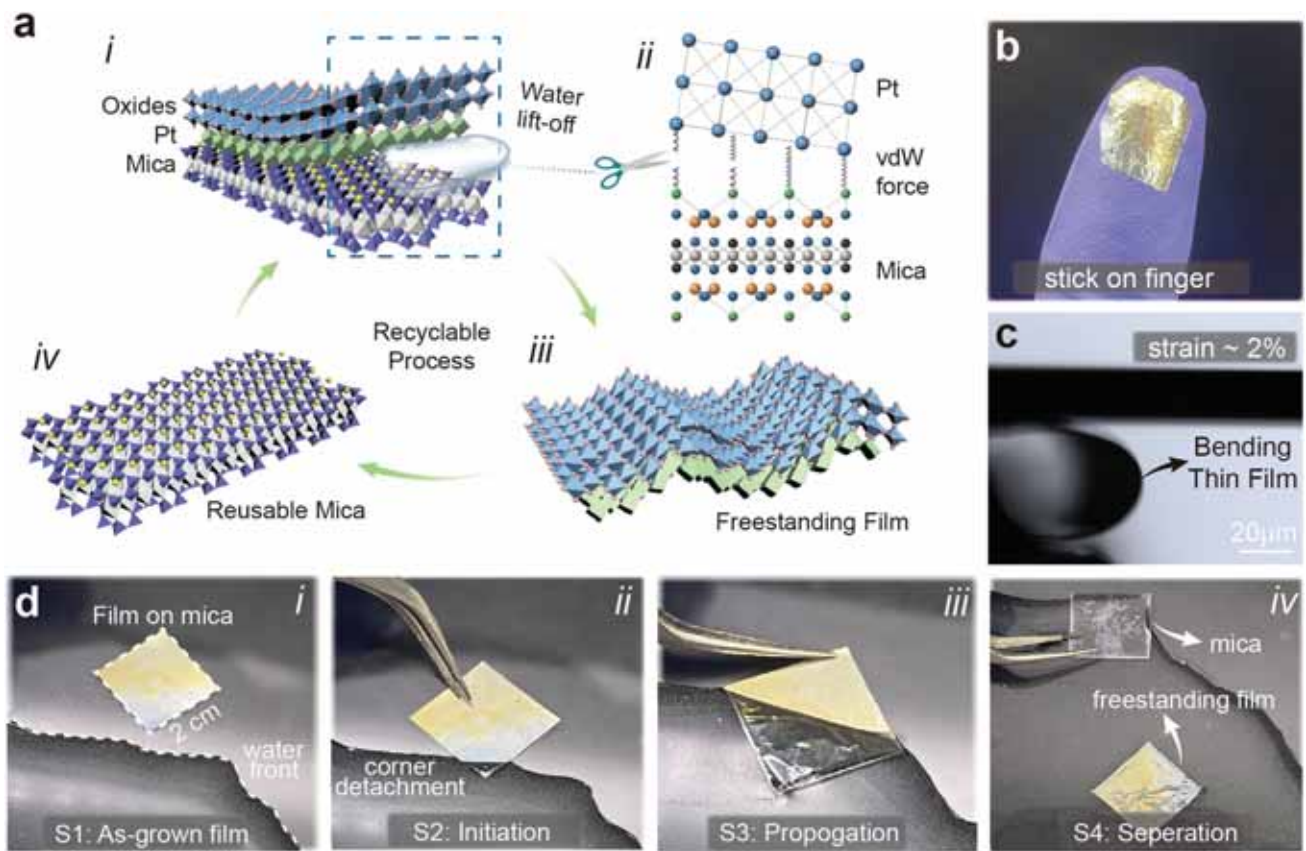 a
i
Oxides
Pt
Mica
Water
lift-off
ii
Pt
vdW
force
Mica
Recyclable
Process
iii
Freestanding Film
iv
Reusable Mica
b
stick on finger
c
strain ~ 2%
Bending
Thin Film
20μm
d
i
Film on mica
2 cm
water
front
S1: As-grown film
ii
corner
detachment
S2: Initiation
iii
S3: Propogation
iv
mica
freestanding film
S4: Seperation